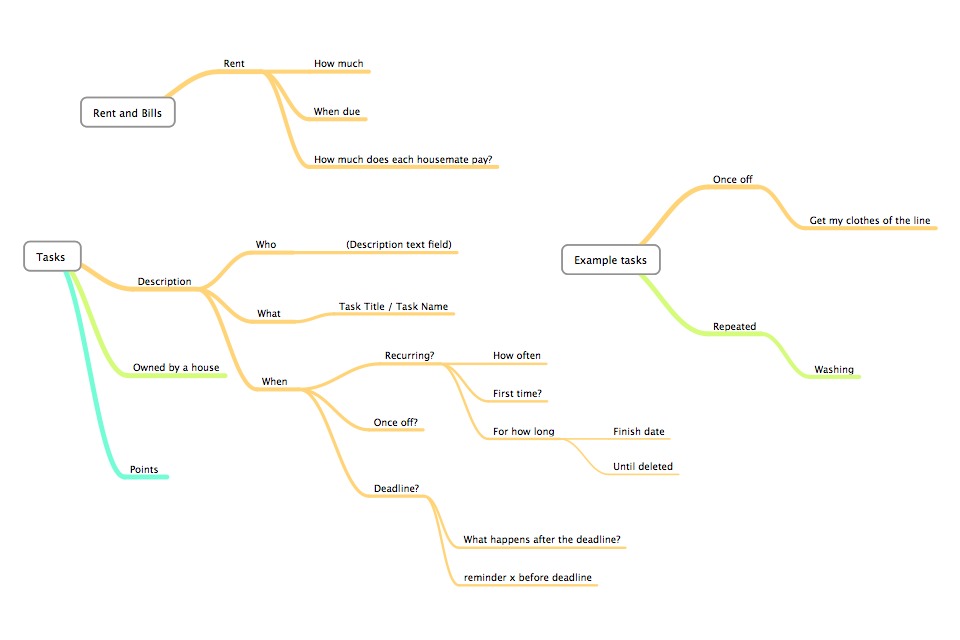 Rent and Bills
Rent
How much
When due
How much does each housemate pay?
Tasks
Description
Who
(Description text field)
What
Task Title / Task Name
When
Recurring?
How often
First time?
For how long
Finish date
Until deleted
Once off?
Deadline?
What happens after the deadline?
reminder x before deadline
Owned by a house
Points
Example tasks
Once off
Get my clothes of the line
Repeated
Washing